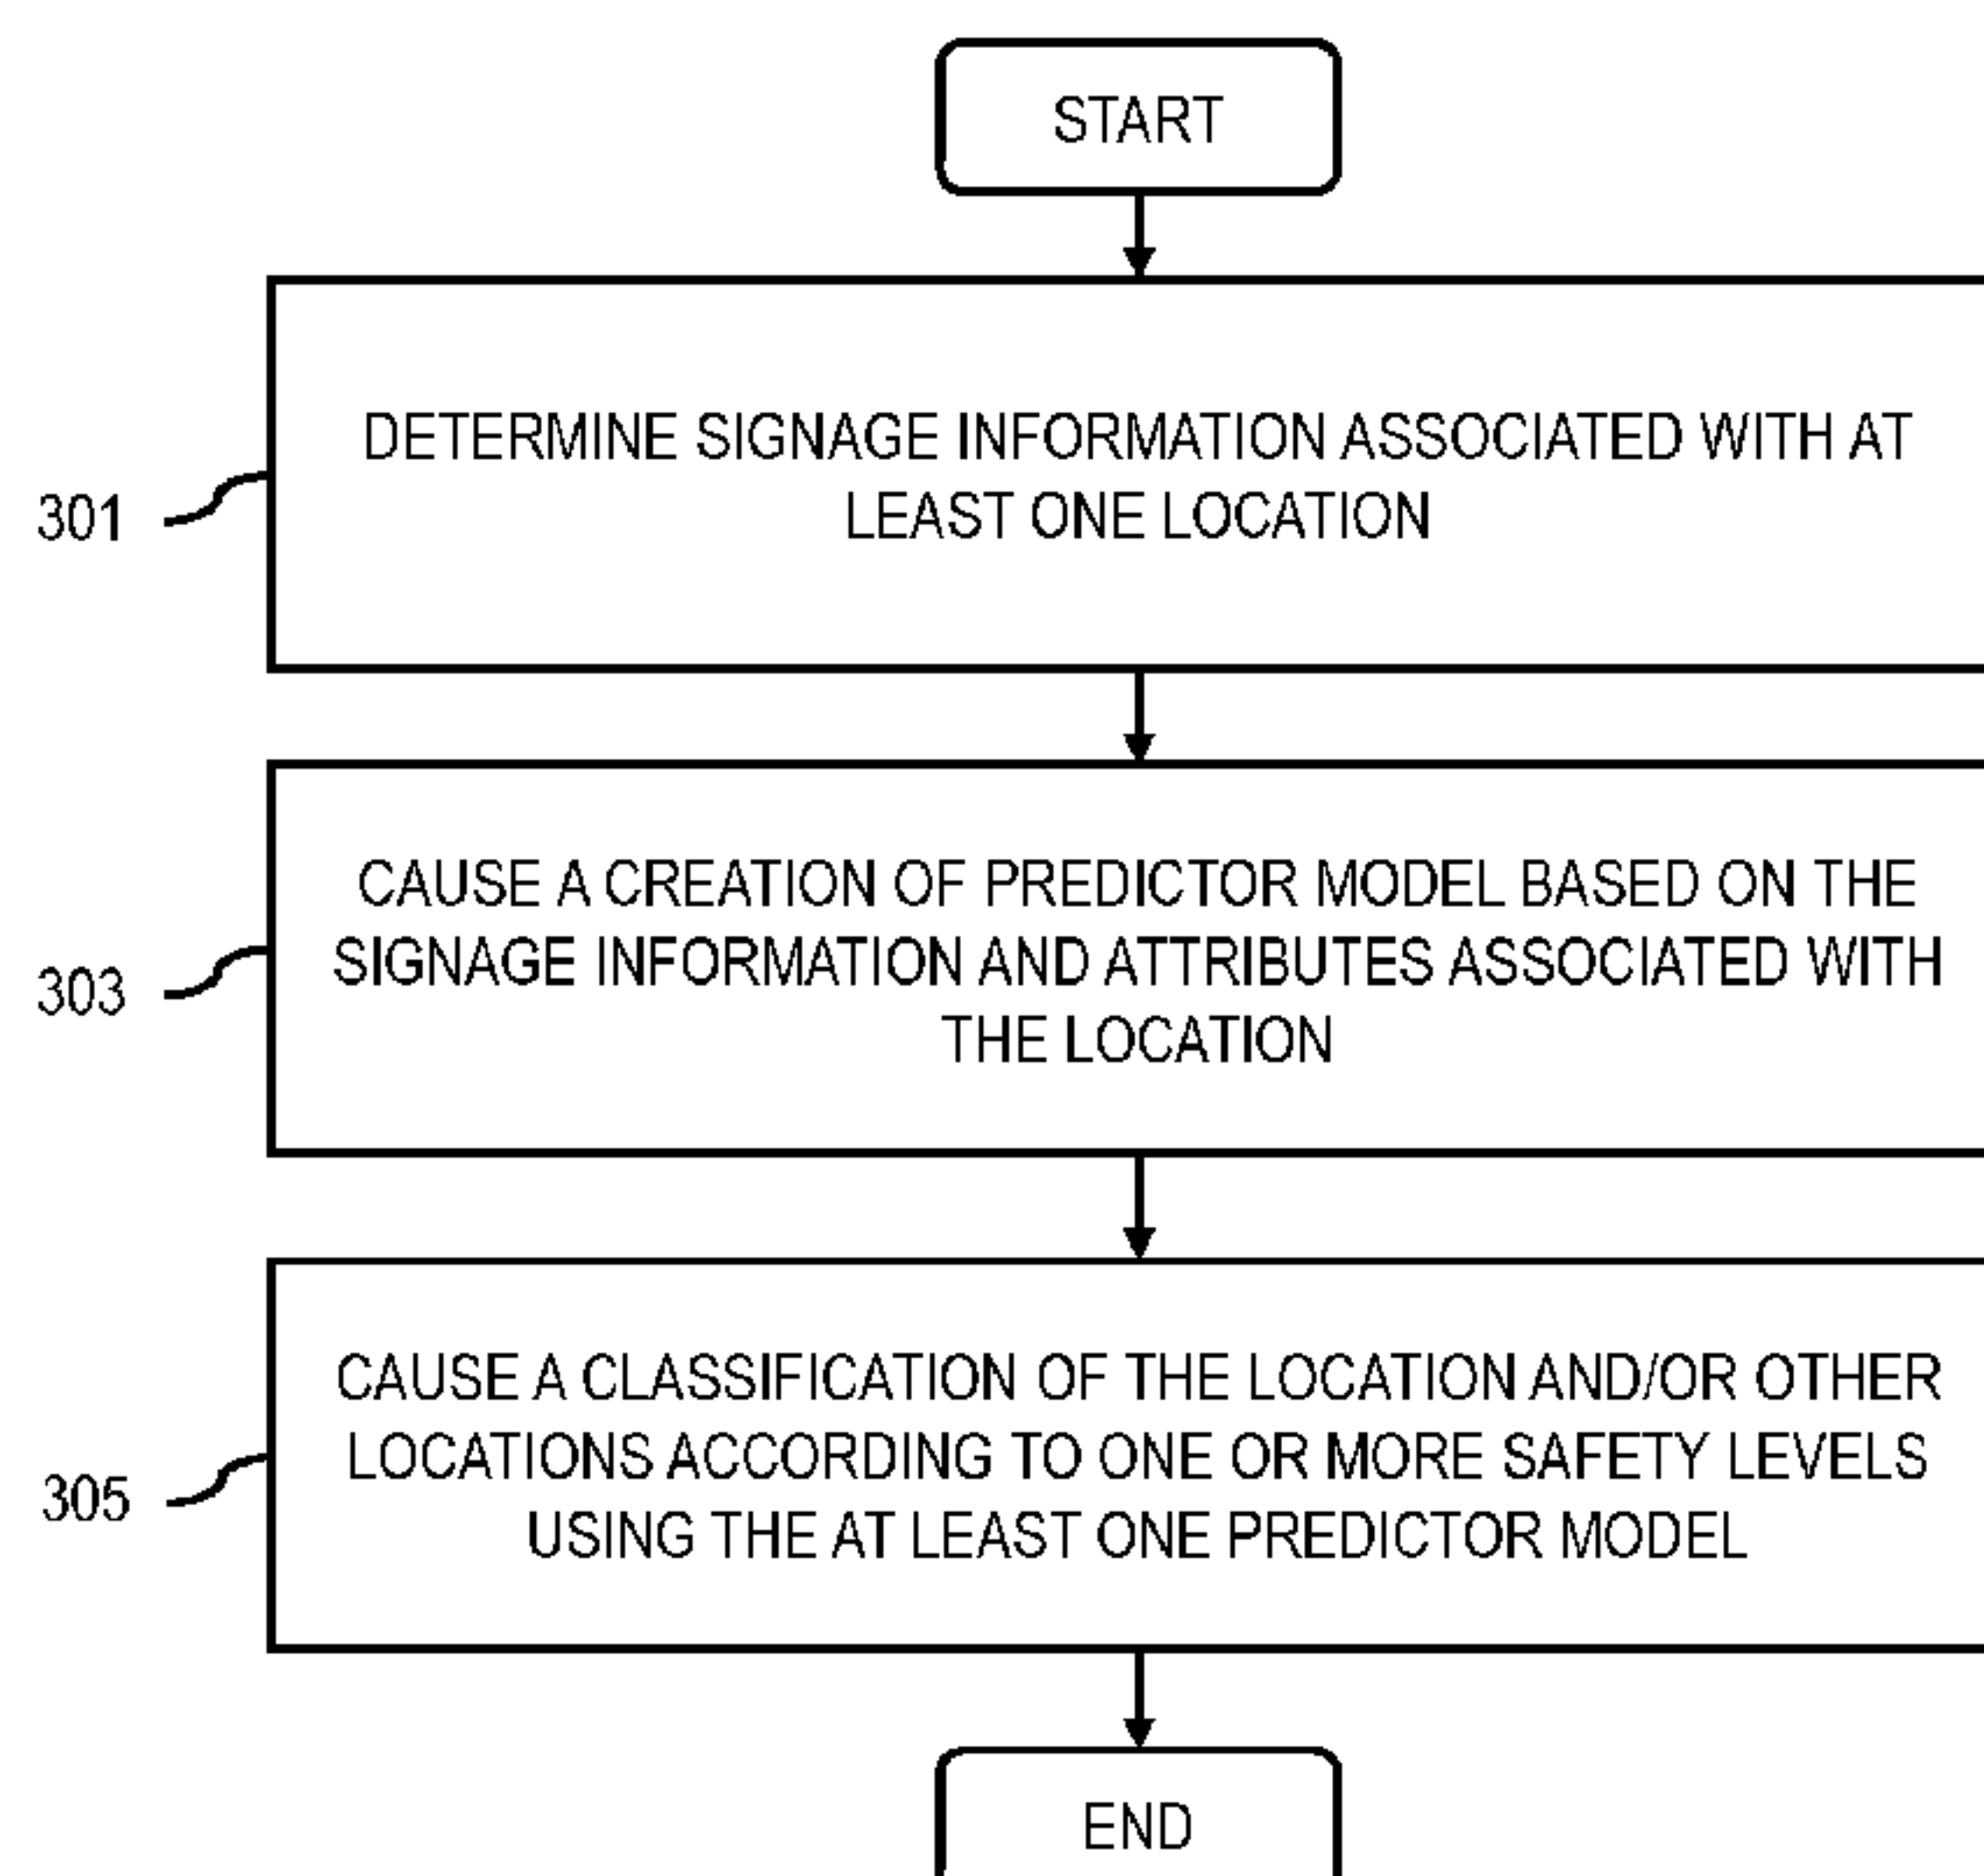 START
DETERMINE SIGNAGE INFORMATION ASSOCIATED WITH AT
LEAST ONE LOCATION
301
CAUSE A CREATION OF PREDICTOR MODEL BASED ON THE
SIGNAGE INFORMATION AND ATTRIBUTES ASSOCIATED WITH
THE LOCATION
303
CAUSE A CLASSIFICATION OF THE LOCATION AND/OR OTHER
LOCATIONS ACCORDING TO ONE OR MORE SAFETY LEVELS
USING THE AT LEAST ONE PREDICTOR MODEL
305
END